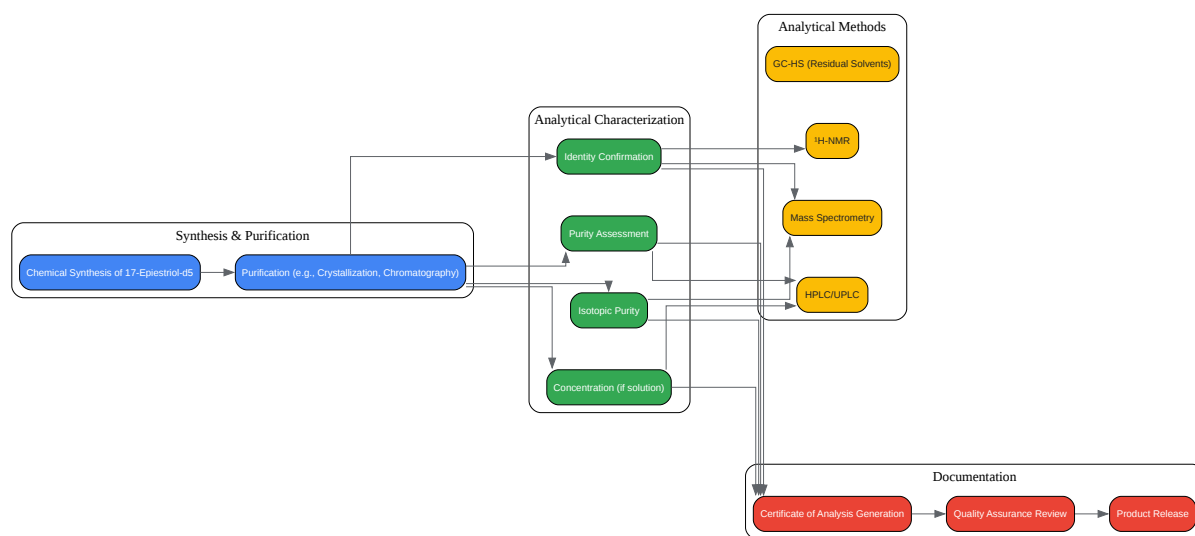 Analytical Methods
GC-HS (Residual Solvents)
Analytical Characterization
¹H-NMR
Identity Confirmation
Mass Spectrometry
Synthesis & Purification
Purity Assessment
Chemical Synthesis of 17-Epiestriol-d5
Purification (e.g., Crystallization, Chromatography)
HPLC/UPLC
Isotopic Purity
Concentration (if solution)
Documentation
Certificate of Analysis Generation
Quality Assurance Review
Product Release